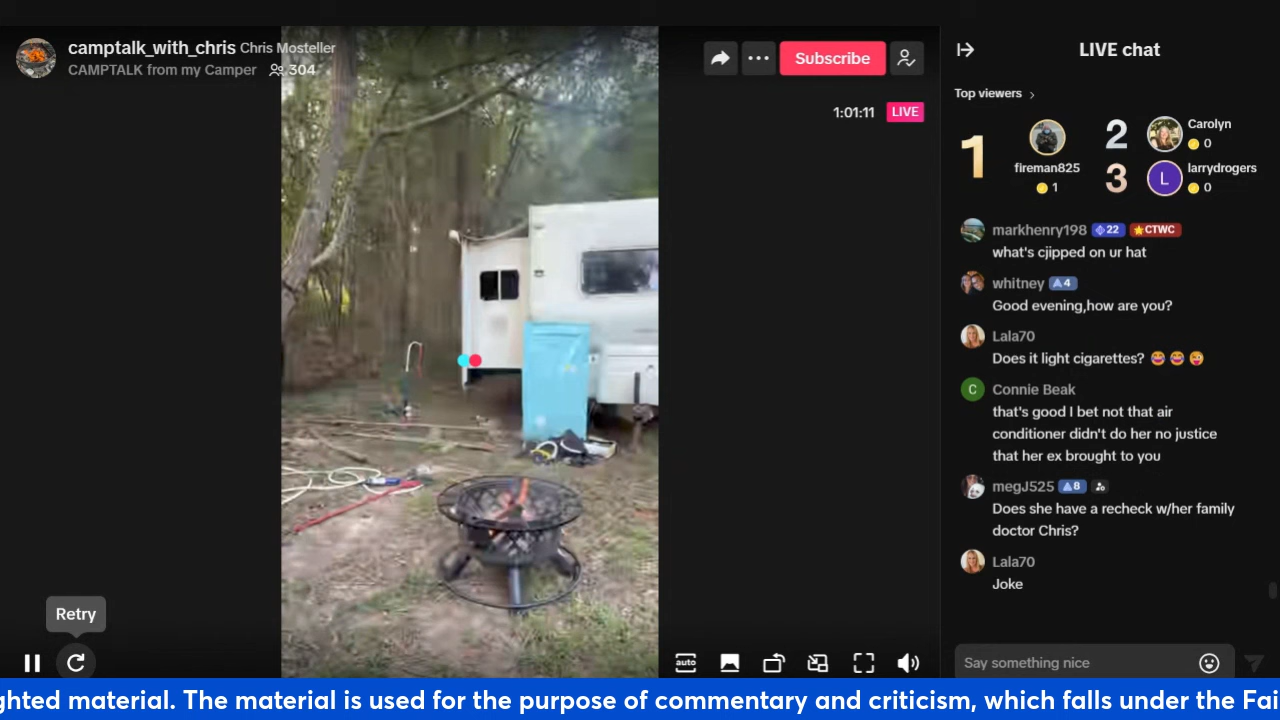 camptalk_with_chris Chris Mosteller
CAMPTALK from my Camper 304
Subscribe
1:01:11 LIVE
LIVE chat
Top viewers
1
fireman825
1
2
Carolyn
0
3
L
larrydrogers
0
markhenry198 22 CTWC
what's cjipped on ur hat
whitney 4
Good evening,how are you?
Lala70
Does it light cigarettes? 😂 😂 😜
C Connie Beak
that's good I bet not that air
conditioner didn't do her no justice
that her ex brought to you
megJ525 8
Does she have a recheck w/her family
doctor Chris?
Lala70
Joke
Retry
auto
Say something nice
ghted material. The material is used for the purpose of commentary and criticism, which falls under the Fai